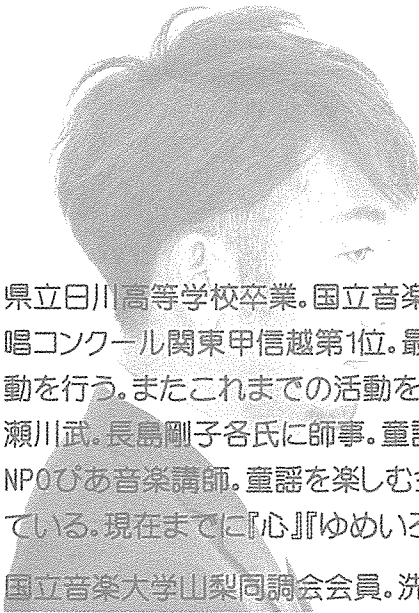 県立日川高等学校卒業。国立音楽
唱コンクール関東甲信越第1位。最
動を行う。またこれまでの活動を
瀬川武。長島剛子各氏に師事。童謡
NPOぴあ音楽講師。童謡を楽しむ会
ている。現在までに『心』『ゆめいろ
国立音楽大学山梨同調会会員。洗